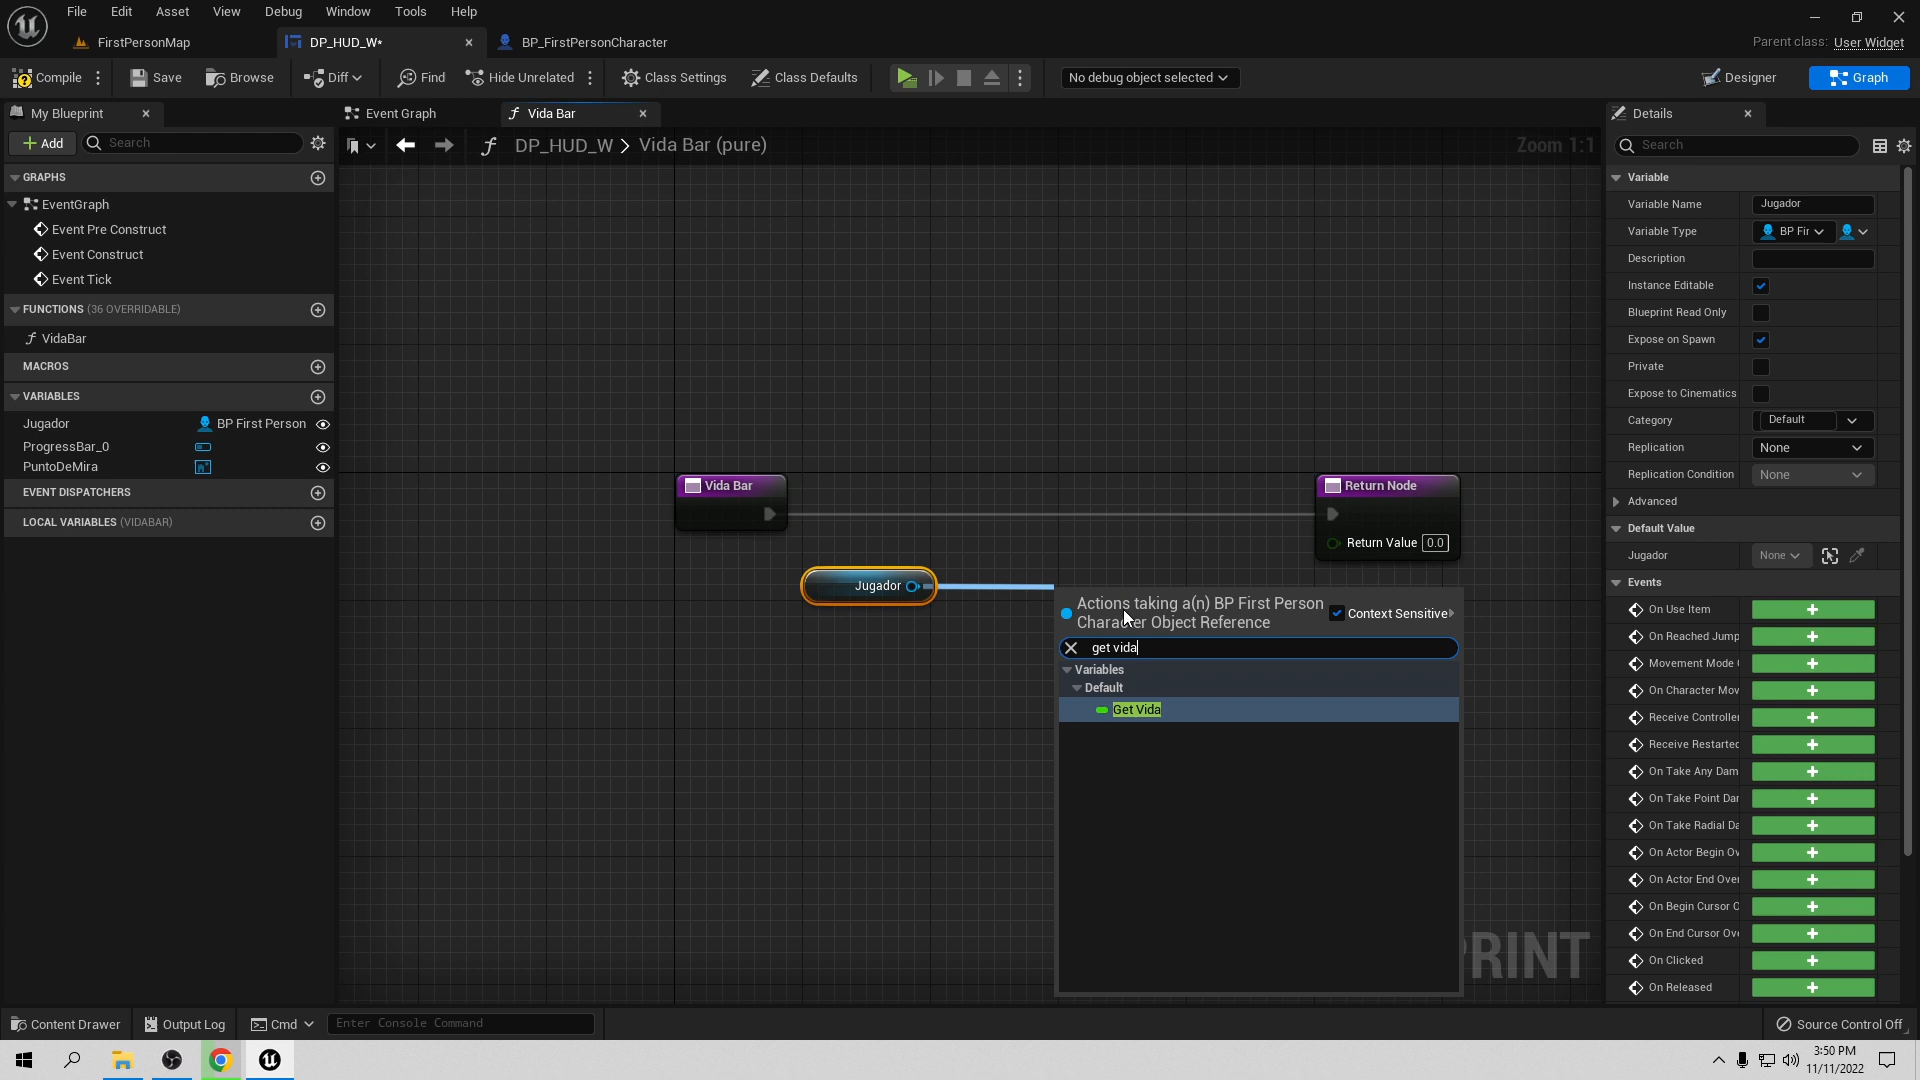 File Edit Asset View Debug Window Tools Help
FirstPersonMap DP_HUD_W* BP_FirstPersonCharacter Parent class: User Widget
Compile Save Browse Diff Find Hide Unrelated Class Settings Class Defaults No debug object selected Designer Graph
My Blueprint Event Graph Vida Bar Details
Add Search DP_HUD_W > Vida Bar (pure) Zoom 1:1 Search
GRAPHS
EventGraph
Event Pre Construct
Event Construct
Event Tick
FUNCTIONS (36 OVERRIDABLE)
VidaBar
MACROS
VARIABLES
Jugador BP First Person
ProgressBar_0
PuntoDeMira
EVENT DISPATCHERS
LOCAL VARIABLES (VIDABAR)
Vida Bar
Return Node
Return Value 0.0
Jugador
Actions taking a(n) BP First Person
Character Object Reference
Context Sensitive
get vida
Variables
Default
Get Vida
PRINT
Variable
Variable Name Jugador
Variable Type BP Fir
Description
Instance Editable
Blueprint Read Only
Expose on Spawn
Private
Expose to Cinematics
Category Default
Replication None
Replication Condition None
Advanced
Default Value
Jugador None
Events
On Use Item
On Reached Jump
Movement Mode
On Character Mov
Receive Controller
Receive Restarted
On Take Any Dam
On Take Point Dar
On Take Radial Da
On Actor Begin Ov
On Actor End Over
On Begin Cursor O
On End Cursor Ove
On Clicked
On Released
Content Drawer Output Log Cmd Enter Console Command Source Control Off
3:50 PM
11/11/2022